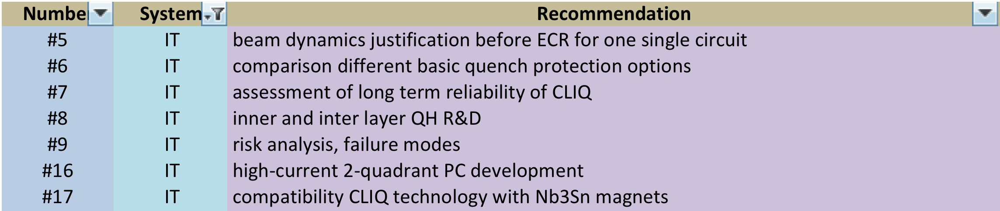 Numbe System Recommendation
#5 IT beam dynamics justification before ECR for one single circuit
#6 IT comparison different basic quench protection options
#7 IT assessment of long term reliability of CLIQ
#8 IT inner and inter layer QH R&D
#9 IT risk analysis, failure modes
#16 IT high-current 2-quadrant PC development
#17 IT compatibility CLIQ technology with Nb3Sn magnets